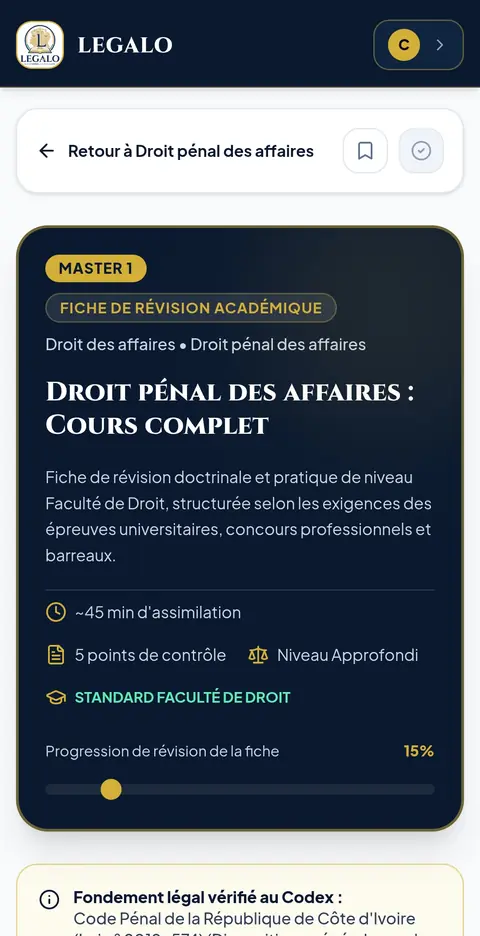 L
LEGALO
LEGALO
C
Retour à Droit pénal des affaires
MASTER 1
FICHE DE RÉVISION ACADÉMIQUE
Droit des affaires • Droit pénal des affaires
Droit pénal des affaires :
Cours complet
Fiche de révision doctrinale et pratique de niveau
Faculté de Droit, structurée selon les exigences des
épreuves universitaires, concours professionnels et
barreaux.
~45 min d'assimilation
5 points de contrôle
Niveau Approfondi
STANDARD FACULTÉ DE DROIT
Progression de révision de la fiche
15%
Fondement légal vérifié au Codex :
Code Pénal de la République de Côte d'Ivoire